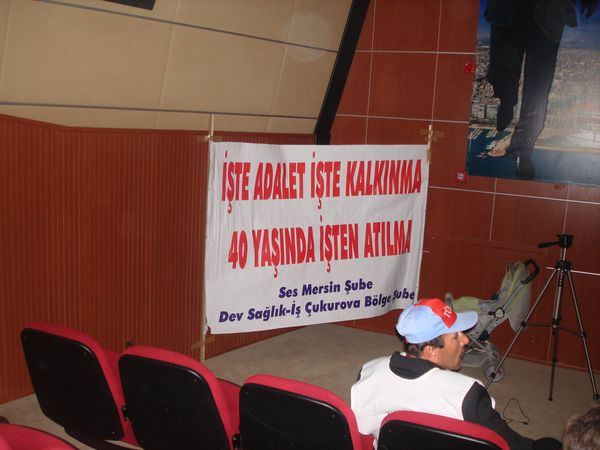 İŞTE ADALET İŞTE KALKINMA
40 YAŞINDA İŞTEN ATILMA
Ses Mersin Şube
Dev Sağlık-İş Çukurova Bölge Şube